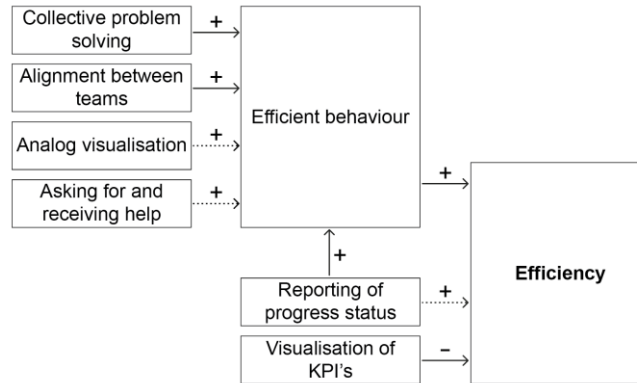 Collective problem
solving
+
Alignment between
teams
+
Analog visualisation
+
Asking for and
receiving help
+
Efficient behaviour
+
+
Reporting of
progress status
+
Visualisation of
KPI's
−
Efficiency